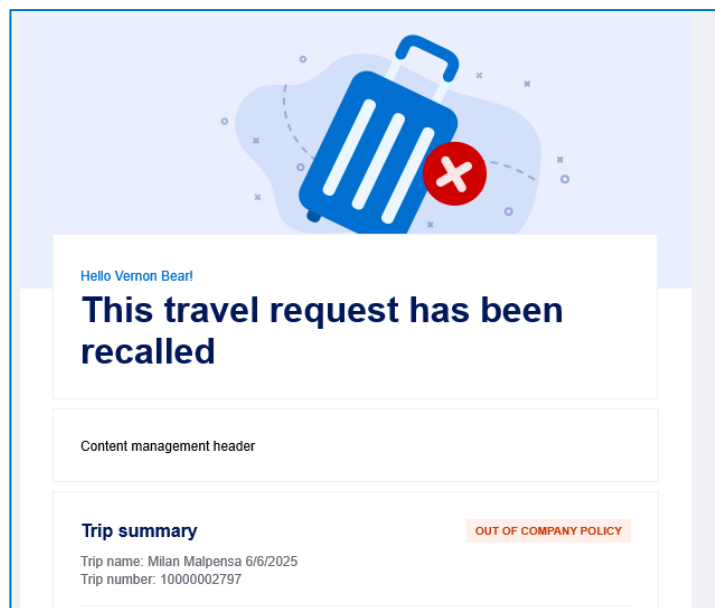 Hello Vernon Bear!
This travel request has been
recalled
Content management header
Trip summary
OUT OF COMPANY POLICY
Trip name: Milan Malpensa 6/6/2025
Trip number: 10000002797